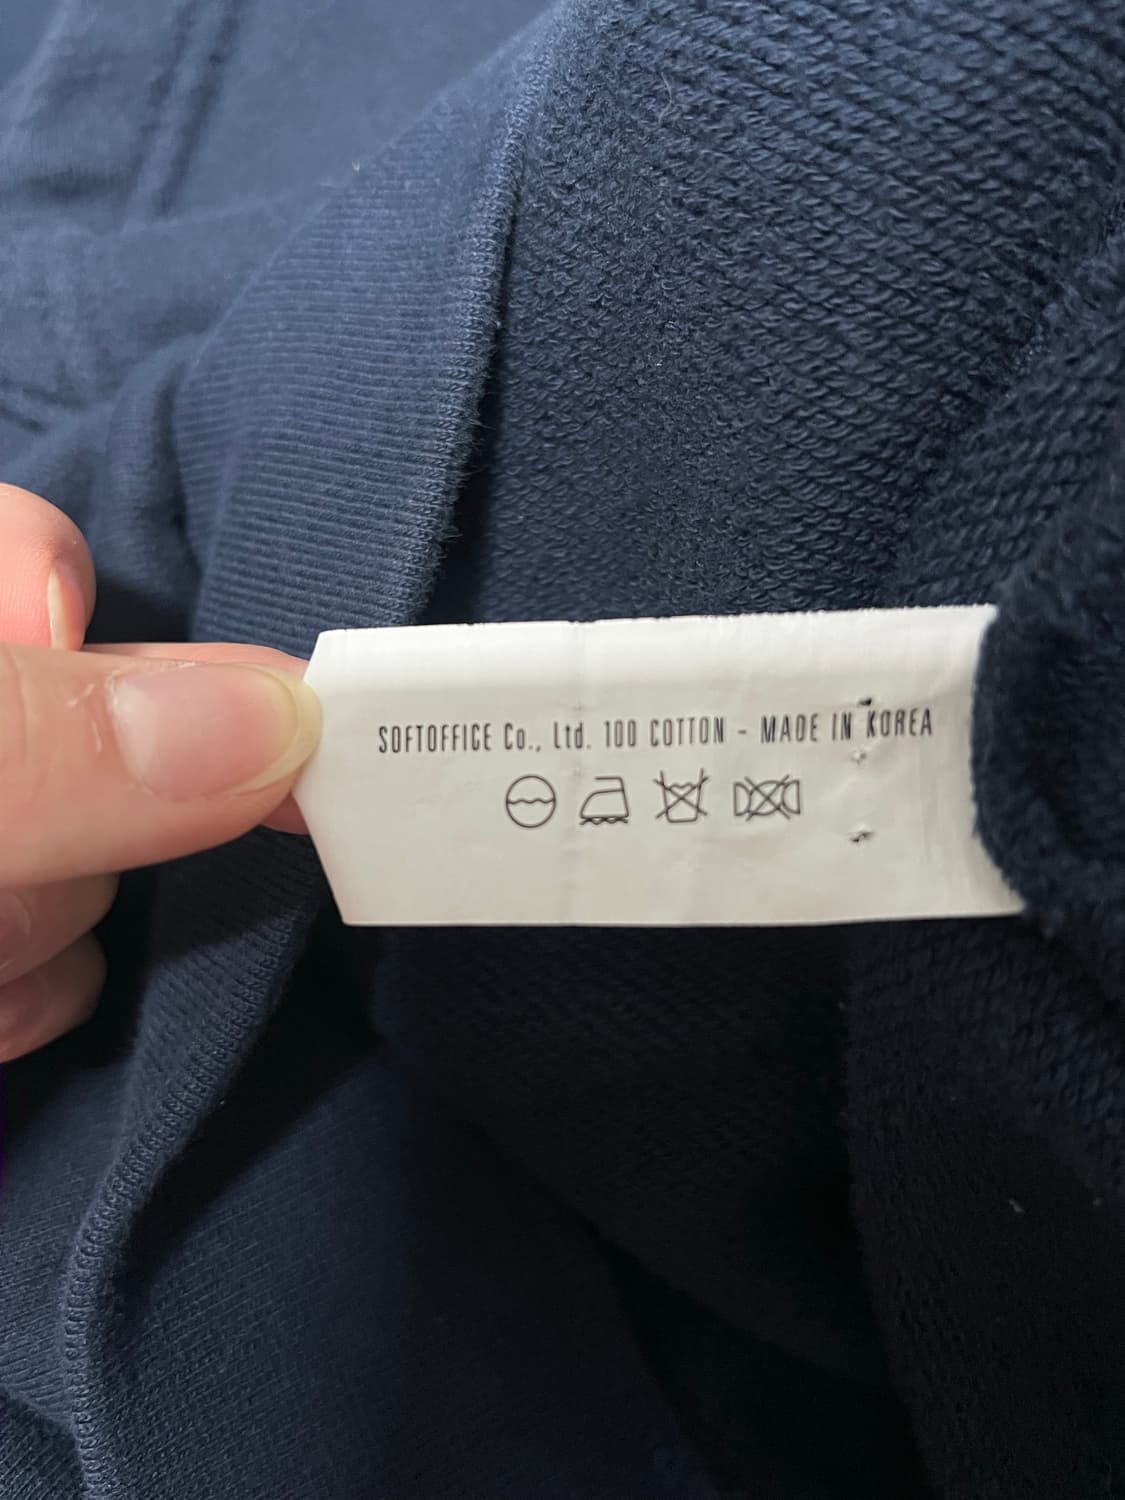 SOFTOFFICE Co., Ltd. 100 COTTON - MADE IN KOREA